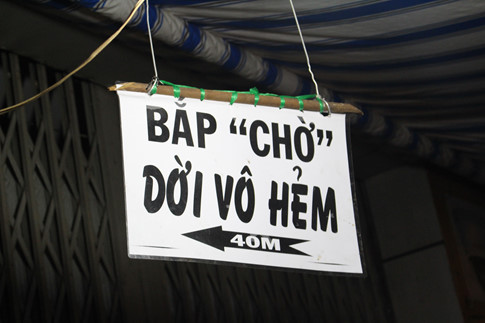 BẮP “CHỜ”
DỜI VÔ HẺM
40M